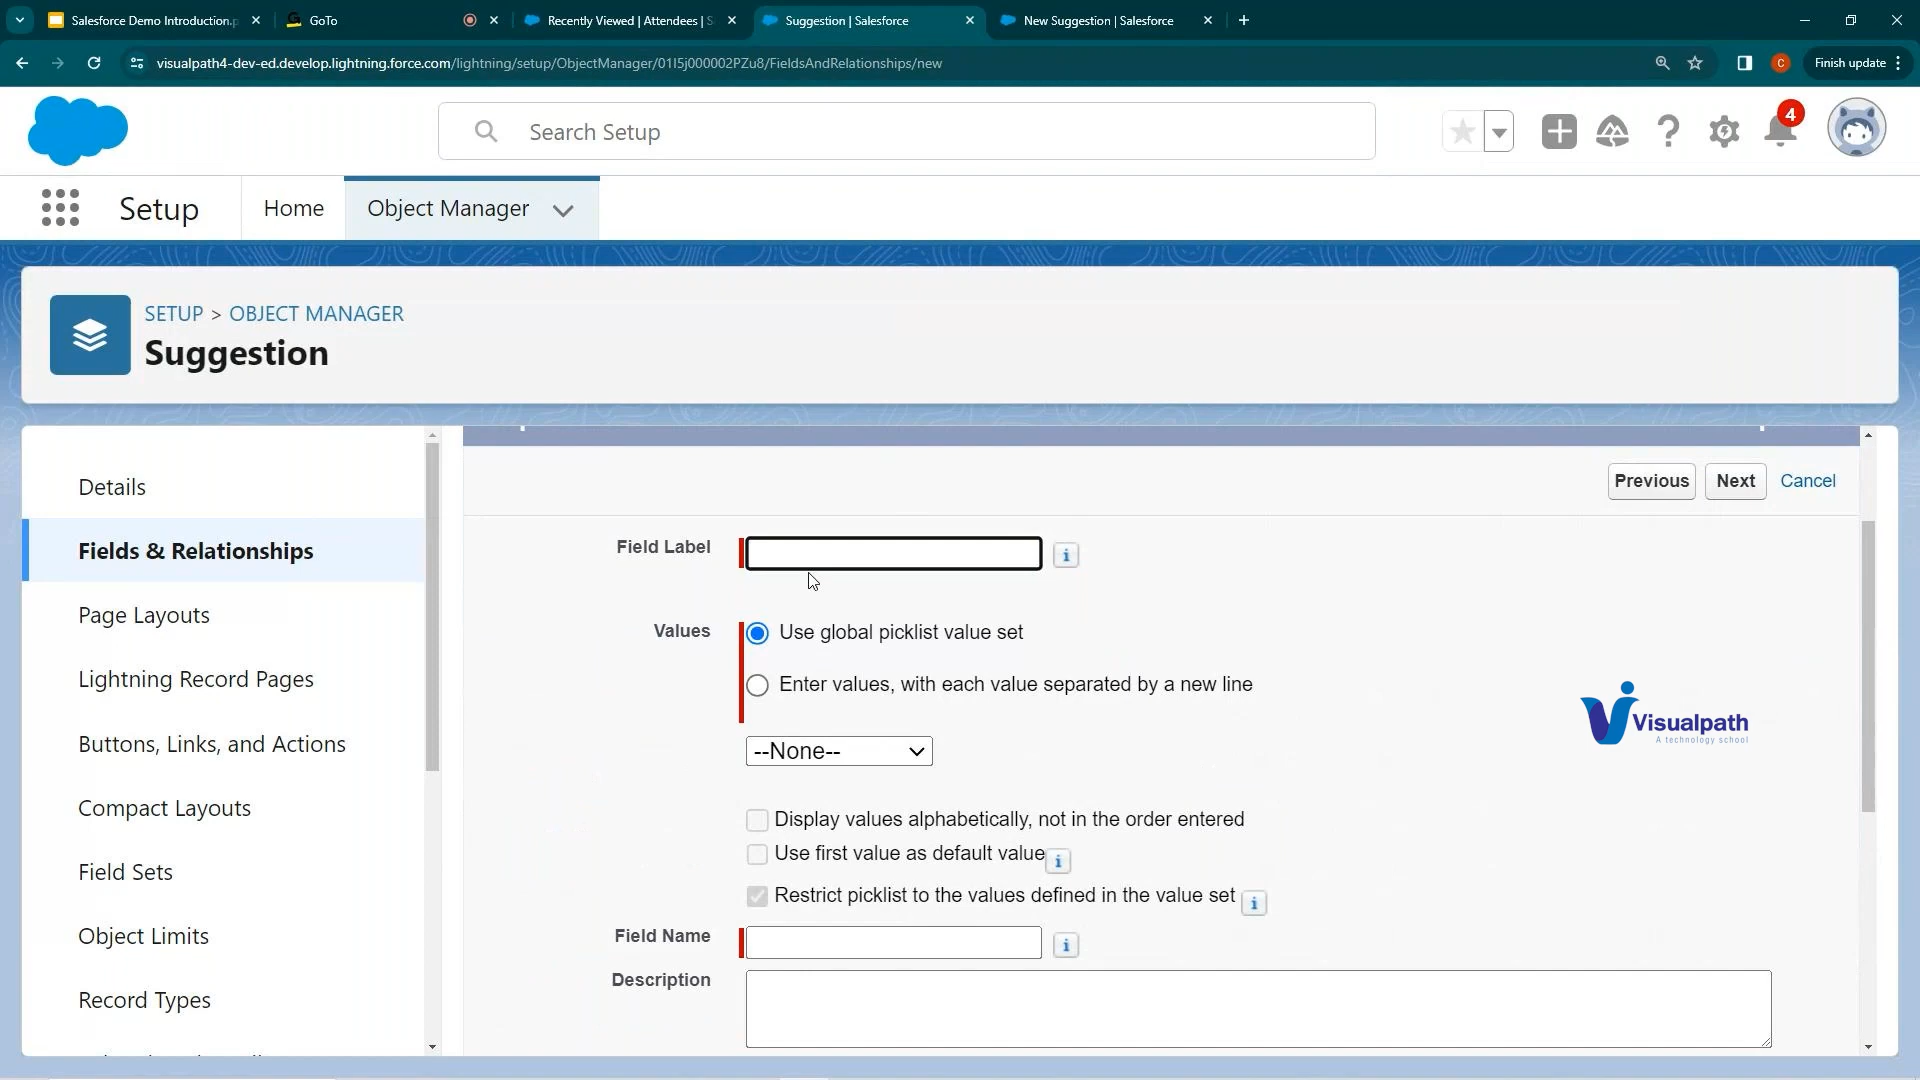 Salesforce Demo Introduction.p
GoTo
Recently Viewed | Attendees | S
Suggestion | Salesforce
New Suggestion | Salesforce
visualpath4-dev-ed.develop.lightning.force.com/lightning/setup/ObjectManager/01I5j000002PZu8/FieldsAndRelationships/new
C
Finish update
Search Setup
4
Setup
Home
Object Manager
SETUP > OBJECT MANAGER
Suggestion
Details
Fields & Relationships
Page Layouts
Lightning Record Pages
Buttons, Links, and Actions
Compact Layouts
Field Sets
Object Limits
Record Types
Previous
Next
Cancel
Field Label
Values
Use global picklist value set
Enter values, with each value separated by a new line
--None--
Display values alphabetically, not in the order entered
Use first value as default value
Restrict picklist to the values defined in the value set
Field Name
Description
Visualpath
A technology school